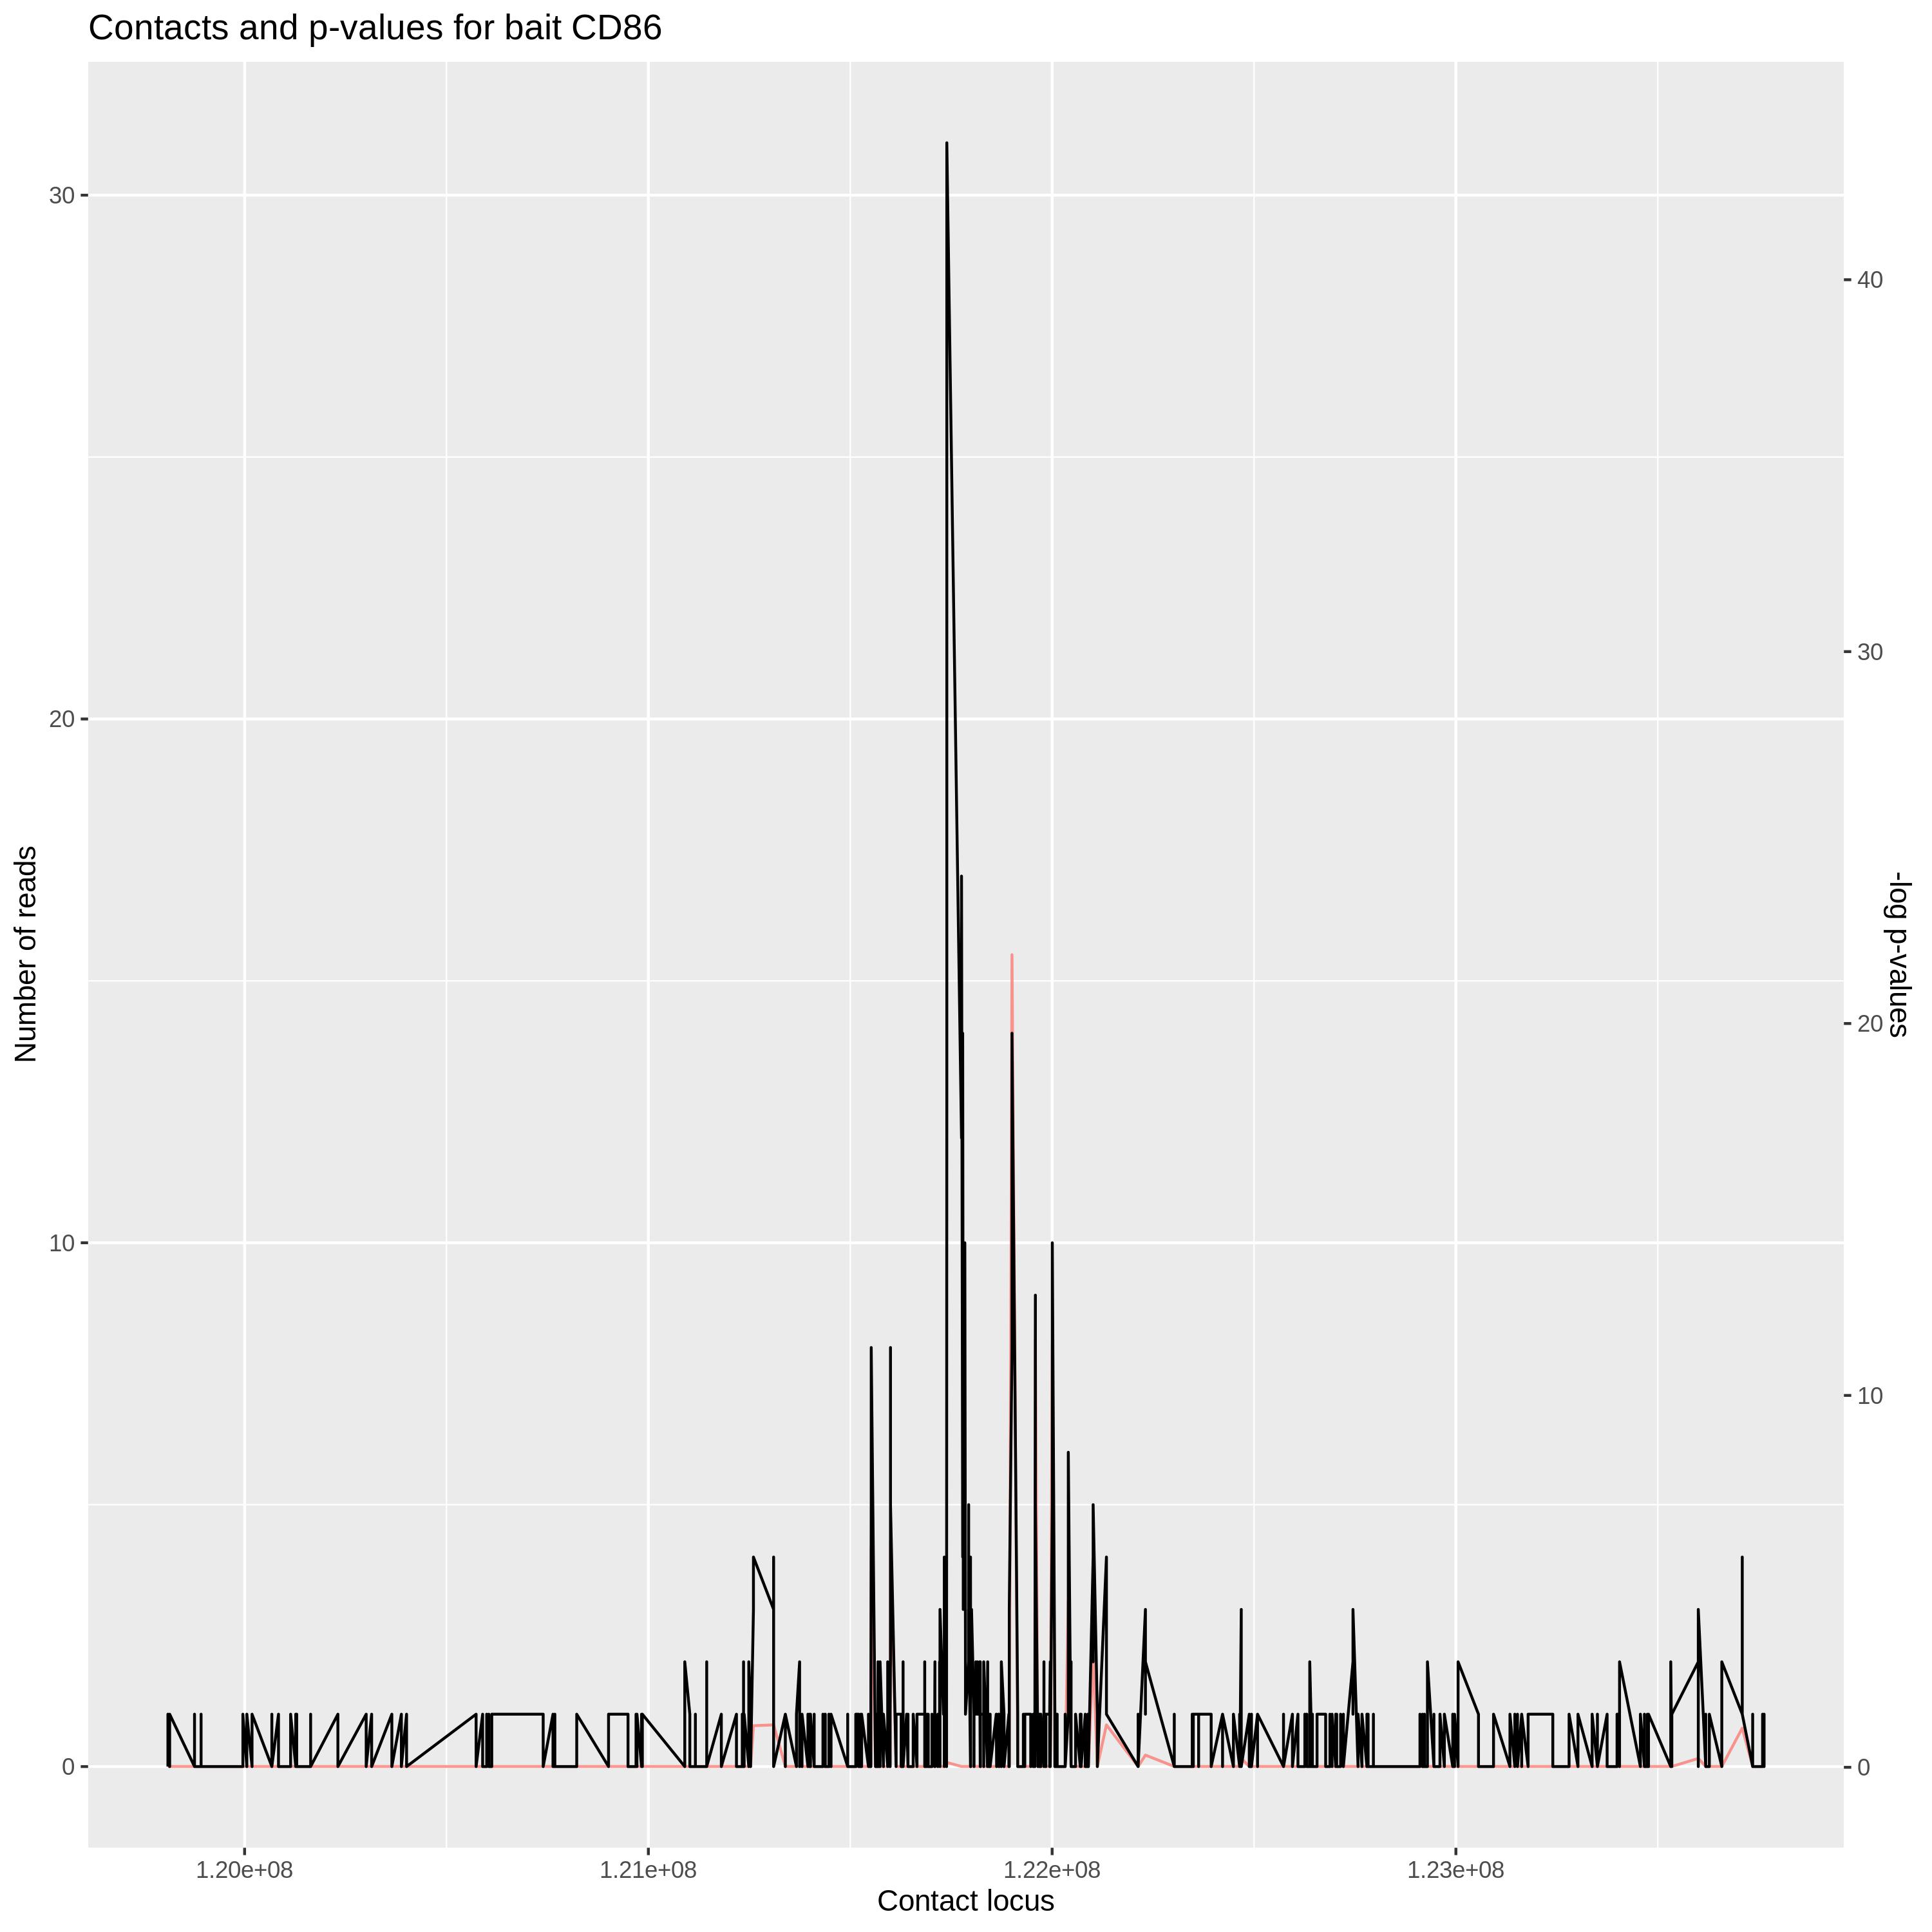 Contacts and p-values for bait CD86
30
20
10
0
Number of reads
40
30
20
10
0
-log p-values
1.20e+08 1.21e+08 1.22e+08 1.23e+08
Contact locus